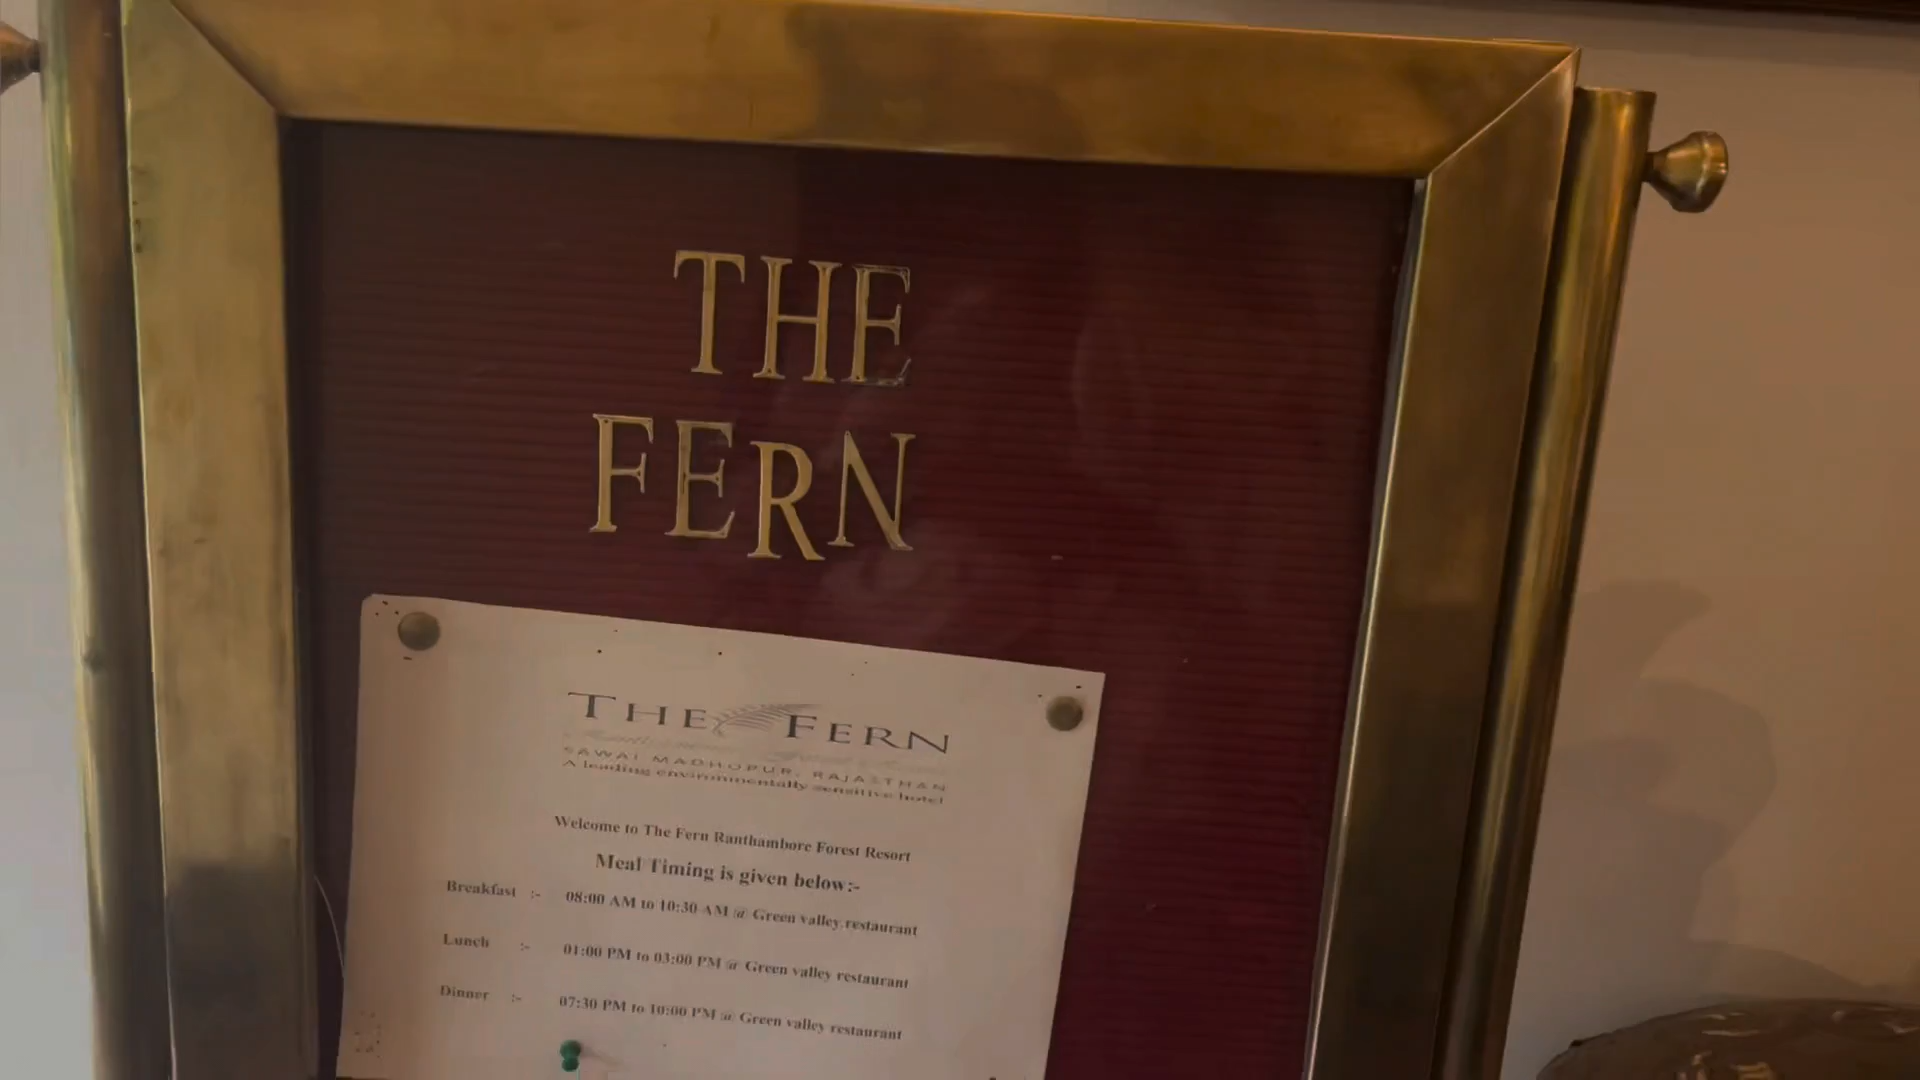 THE
FERN
THE FERN
SAWAI MADHOPUR, RAJASTHAN
A leading environmentally sensitive hotel
Welcome to The Fern Ranthambore Forest Resort
Meal Timing is given below:-
Breakfast :- 08:00 AM to 10:30 AM @ Green valley restaurant
Lunch :- 01:00 PM to 03:00 PM @ Green valley restaurant
Dinner :- 07:30 PM to 10:00 PM @ Green valley restaurant